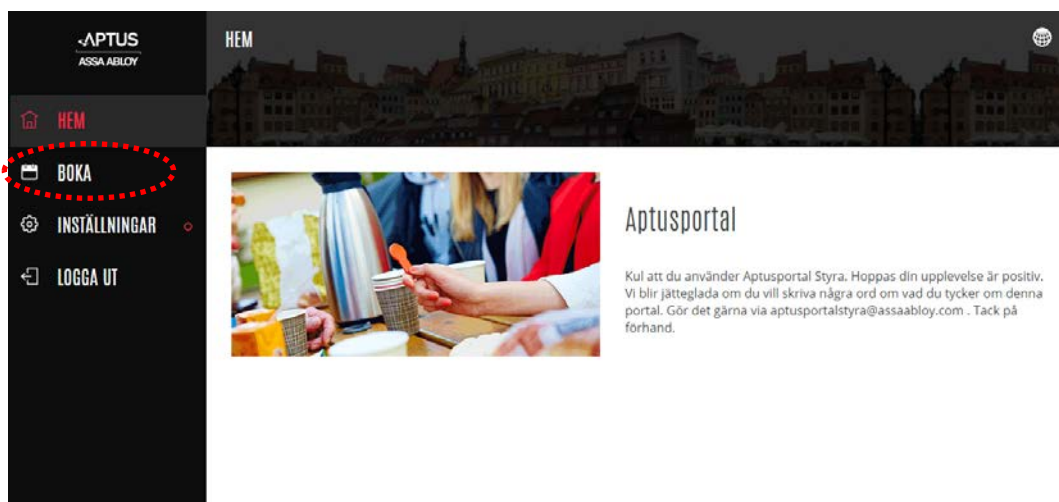 APTUS
ASSA ABLOY
HEM
HEM
BOKA
INSTÄLLNINGAR
LOGGA UT
Aptusportal
Kul att du använder Aptusportal Styra. Hoppas din upplevelse är positiv.
Vi blir jätteglada om du vill skriva några ord om vad du tycker om denna
portal. Gör det gärna via aptusportalstyra@assaabloy.com . Tack på
förhand.